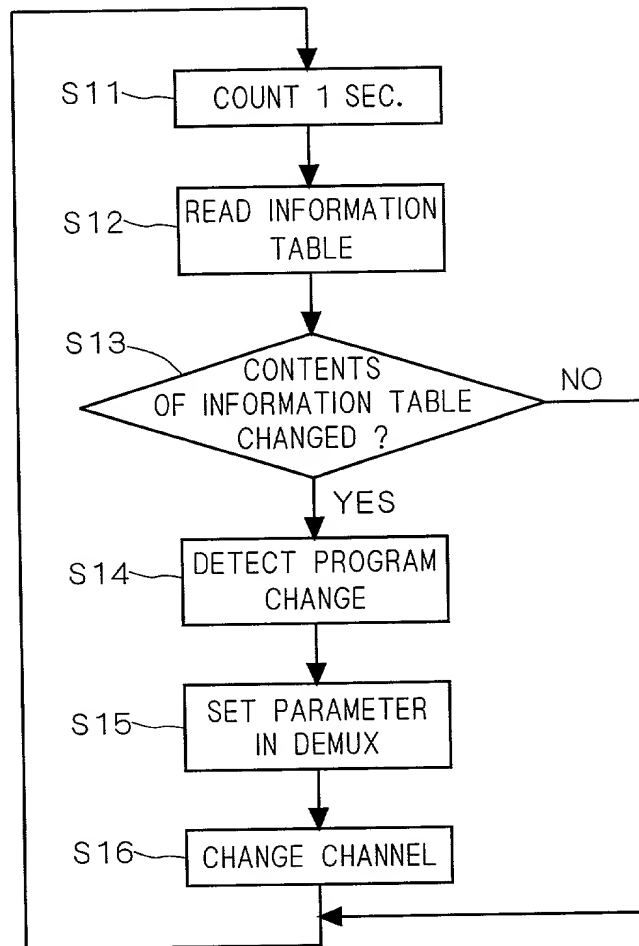 S11
COUNT 1 SEC.
S12
READ INFORMATION
TABLE
S13
CONTENTS
OF INFORMATION TABLE
CHANGED ?
NO
YES
S14
DETECT PROGRAM
CHANGE
S15
SET PARAMETER
IN DEMUX
S16
CHANGE CHANNEL